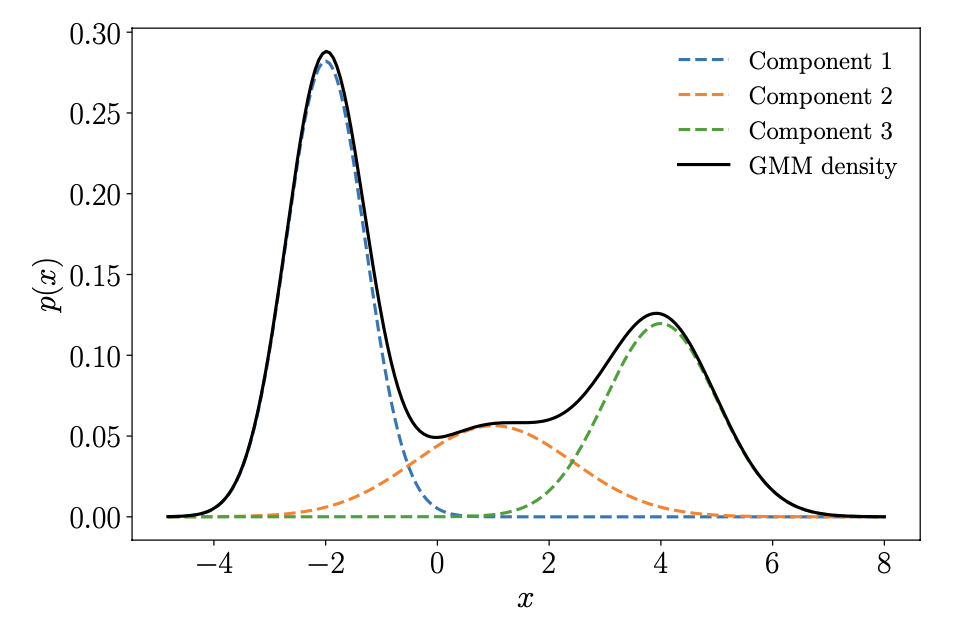 0.30
0.25
0.20
0.15
0.10
0.05
0.00
p(x)
−4 −2 0 2 4 6 8
x
Component 1
Component 2
Component 3
GMM density